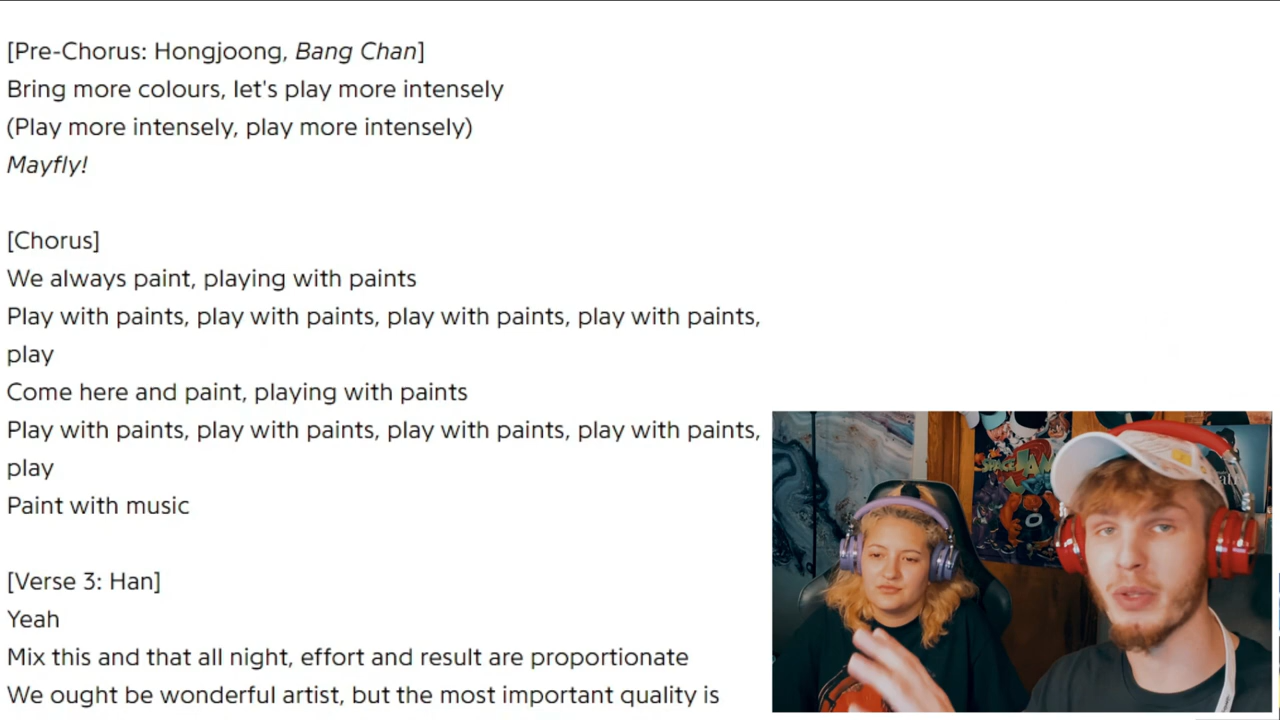 [Pre-Chorus: Hongjoong, Bang Chan]
Bring more colours, let's play more intensely
(Play more intensely, play more intensely)
Mayfly!
[Chorus]
We always paint, playing with paints
Play with paints, play with paints, play with paints, play with paints,
play
Come here and paint, playing with paints
Play with paints, play with paints, play with paints, play with paints,
play
Paint with music
[Verse 3: Han]
Yeah
Mix this and that all night, effort and result are proportionate
We ought be wonderful artist, but the most important quality is
SPACE JAM